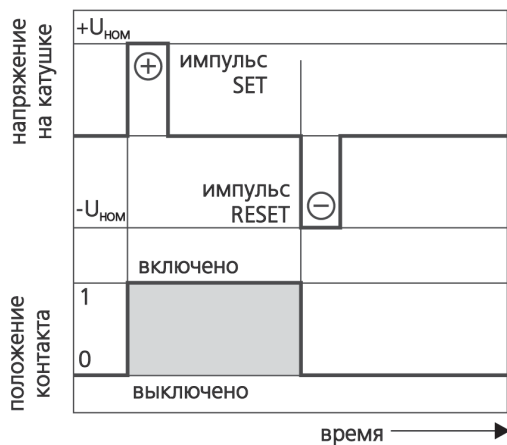 напряжение
на катушке
+Uном
импульс
SET
импульс
RESET
-Uном
положение
контакта
включено
1
0
выключено
время